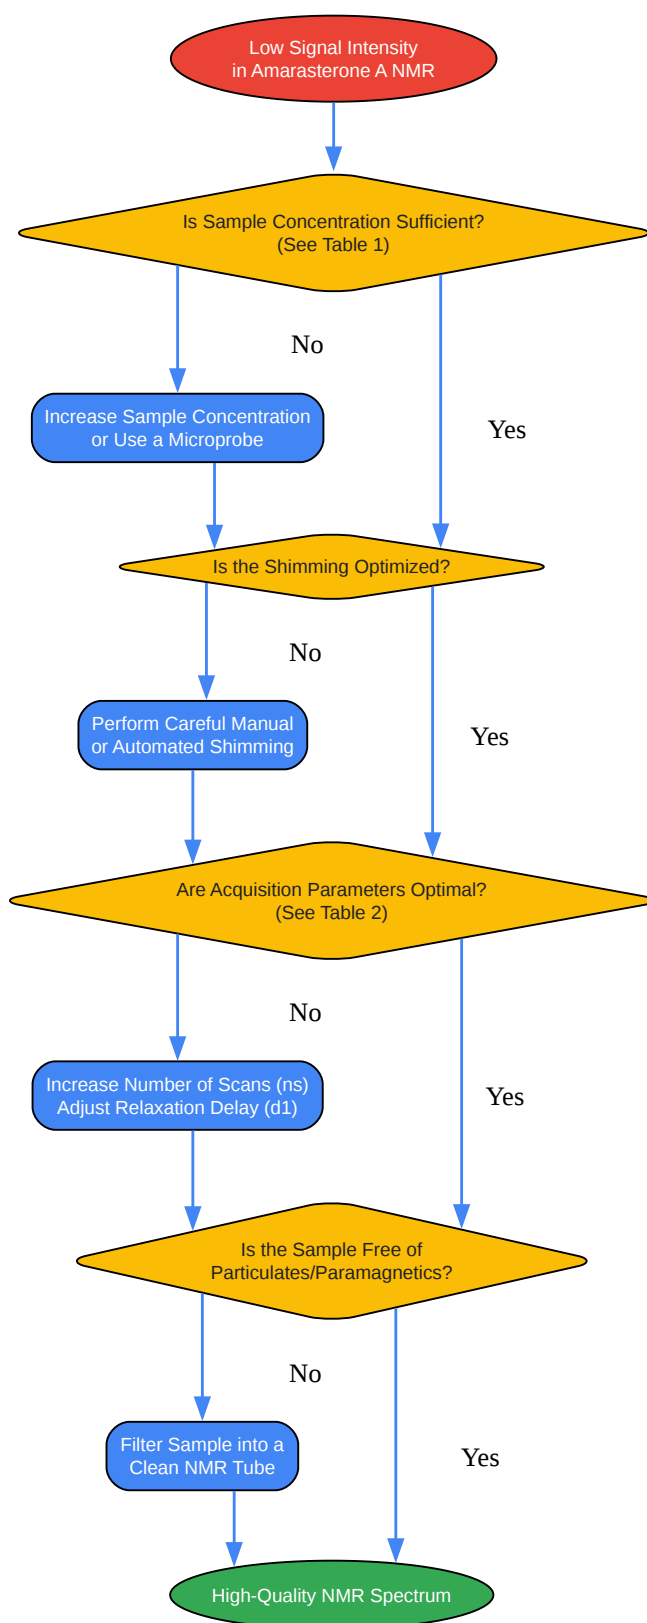 Low Signal Intensity
in Amarasterone A NMR
Is Sample Concentration Sufficient?
(See Table 1)
No
Increase Sample Concentration
or Use a Microprobe
Yes
Is the Shimming Optimized?
No
Perform Careful Manual
or Automated Shimming
Yes
Are Acquisition Parameters Optimal?
(See Table 2)
No
Increase Number of Scans (ns)
Adjust Relaxation Delay (d1)
Yes
Is the Sample Free of
Particulates/Paramagnetics?
No
Filter Sample into a
Clean NMR Tube
Yes
High-Quality NMR Spectrum